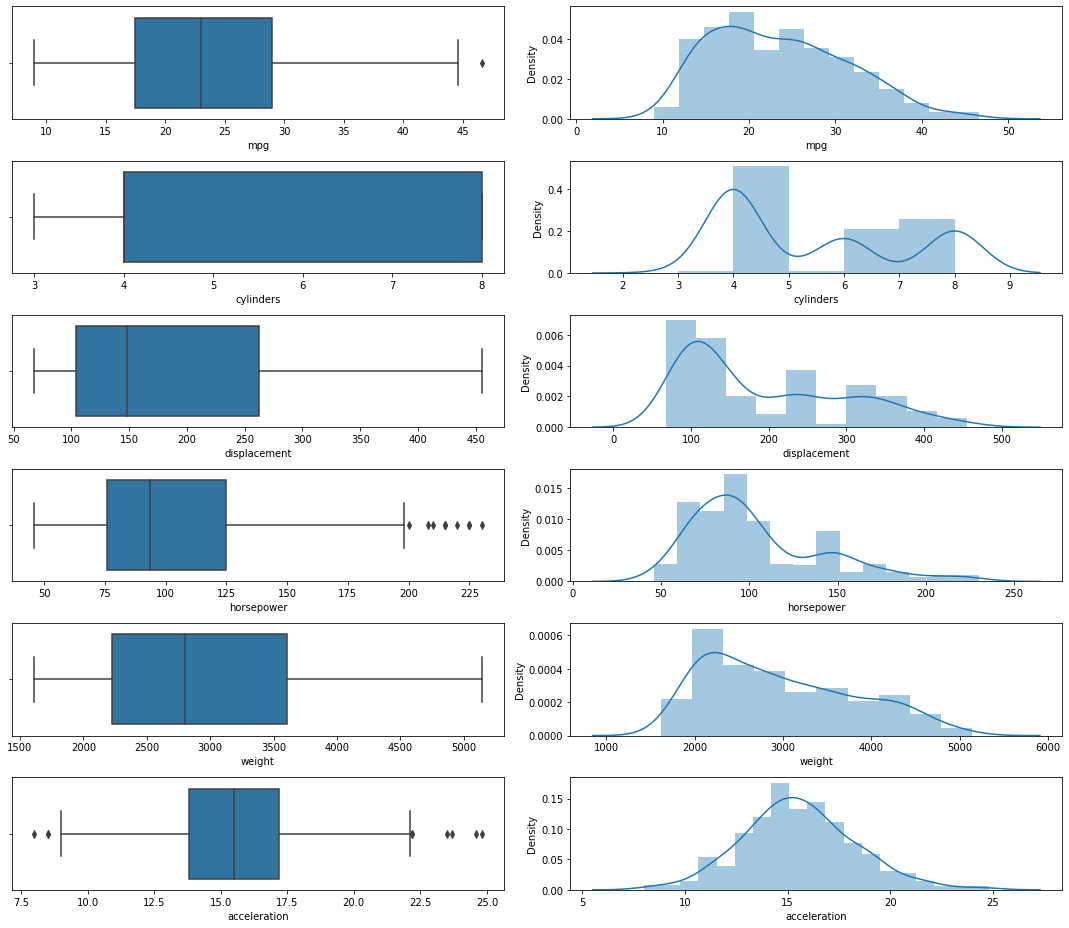 10 15 20 25 30 35 40 45
mpg
Density
0.04
0.02
0.00
0 10 20 30 40 50
mpg
3 4 5 6 7 8
cylinders
Density
0.4
0.2
0.0
2 3 4 5 6 7 8 9
cylinders
50 100 150 200 250 300 350 400 450
displacement
Density
0.006
0.004
0.002
0.000
0 100 200 300 400 500
displacement
50 75 100 125 150 175 200 225
horsepower
Density
0.015
0.010
0.005
0.000
0 50 100 150 200 250
horsepower
1500 2000 2500 3000 3500 4000 4500 5000
weight
Density
0.0006
0.0004
0.0002
0.0000
1000 2000 3000 4000 5000 6000
weight
7.5 10.0 12.5 15.0 17.5 20.0 22.5 25.0
acceleration
Density
0.15
0.10
0.05
0.00
5 10 15 20 25
acceleration